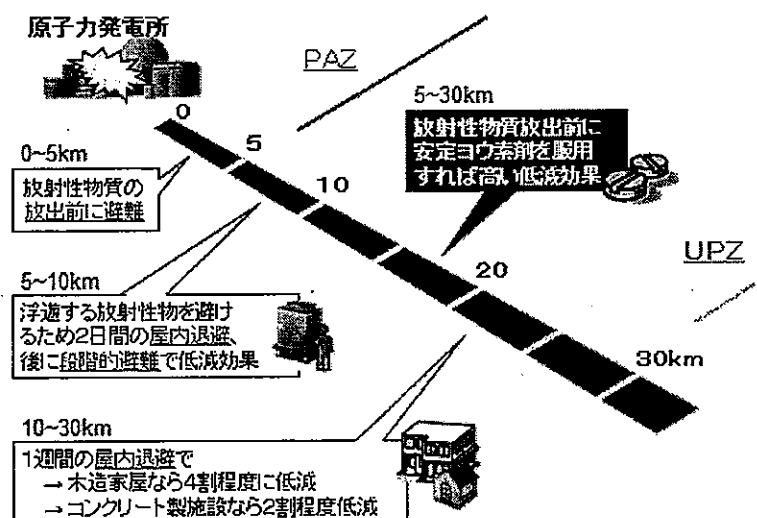 原子力発電所
PAZ
0
5
10
20
30km
UPZ
0~5km
放射性物質の
放出前に避難
5~30km
放射性物質放出前に
安定ヨウ素剤を服用
すれば高い低減効果
5~10km
浮遊する放射性物を避け
るため2日間の屋内退避、
後に段階的避難で低減効果
10~30km
1週間の屋内退避で
→木造家屋なら4割程度に低減
→コンクリート製施設なら2割程度低減